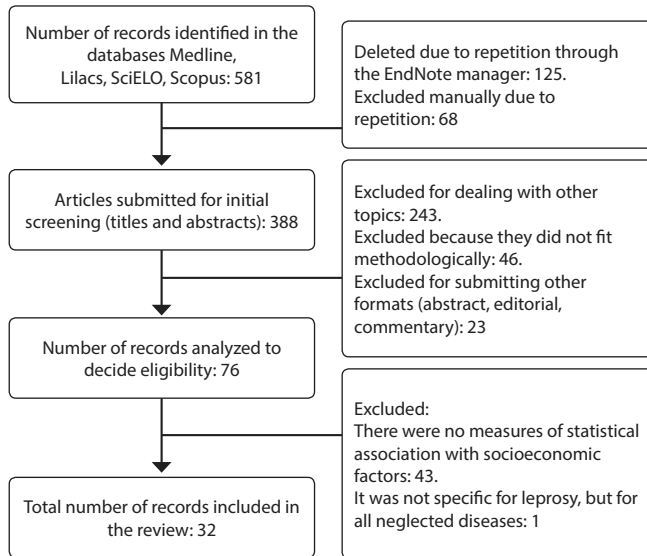 Number of records identified in the
databases Medline,
Lilacs, SciELO, Scopus: 581
Deleted due to repetition through
the EndNote manager: 125.
Excluded manually due to
repetition: 68
Articles submitted for initial
screening (titles and abstracts): 388
Excluded for dealing with other
topics: 243.
Excluded because they did not fit
methodologically: 46.
Excluded for submitting other
formats (abstract, editorial,
commentary): 23
Number of records analyzed to
decide eligibility: 76
Excluded:
There were no measures of statistical
association with socioeconomic
factors: 43.
It was not specific for leprosy, but for
all neglected diseases: 1
Total number of records included in
the review: 32